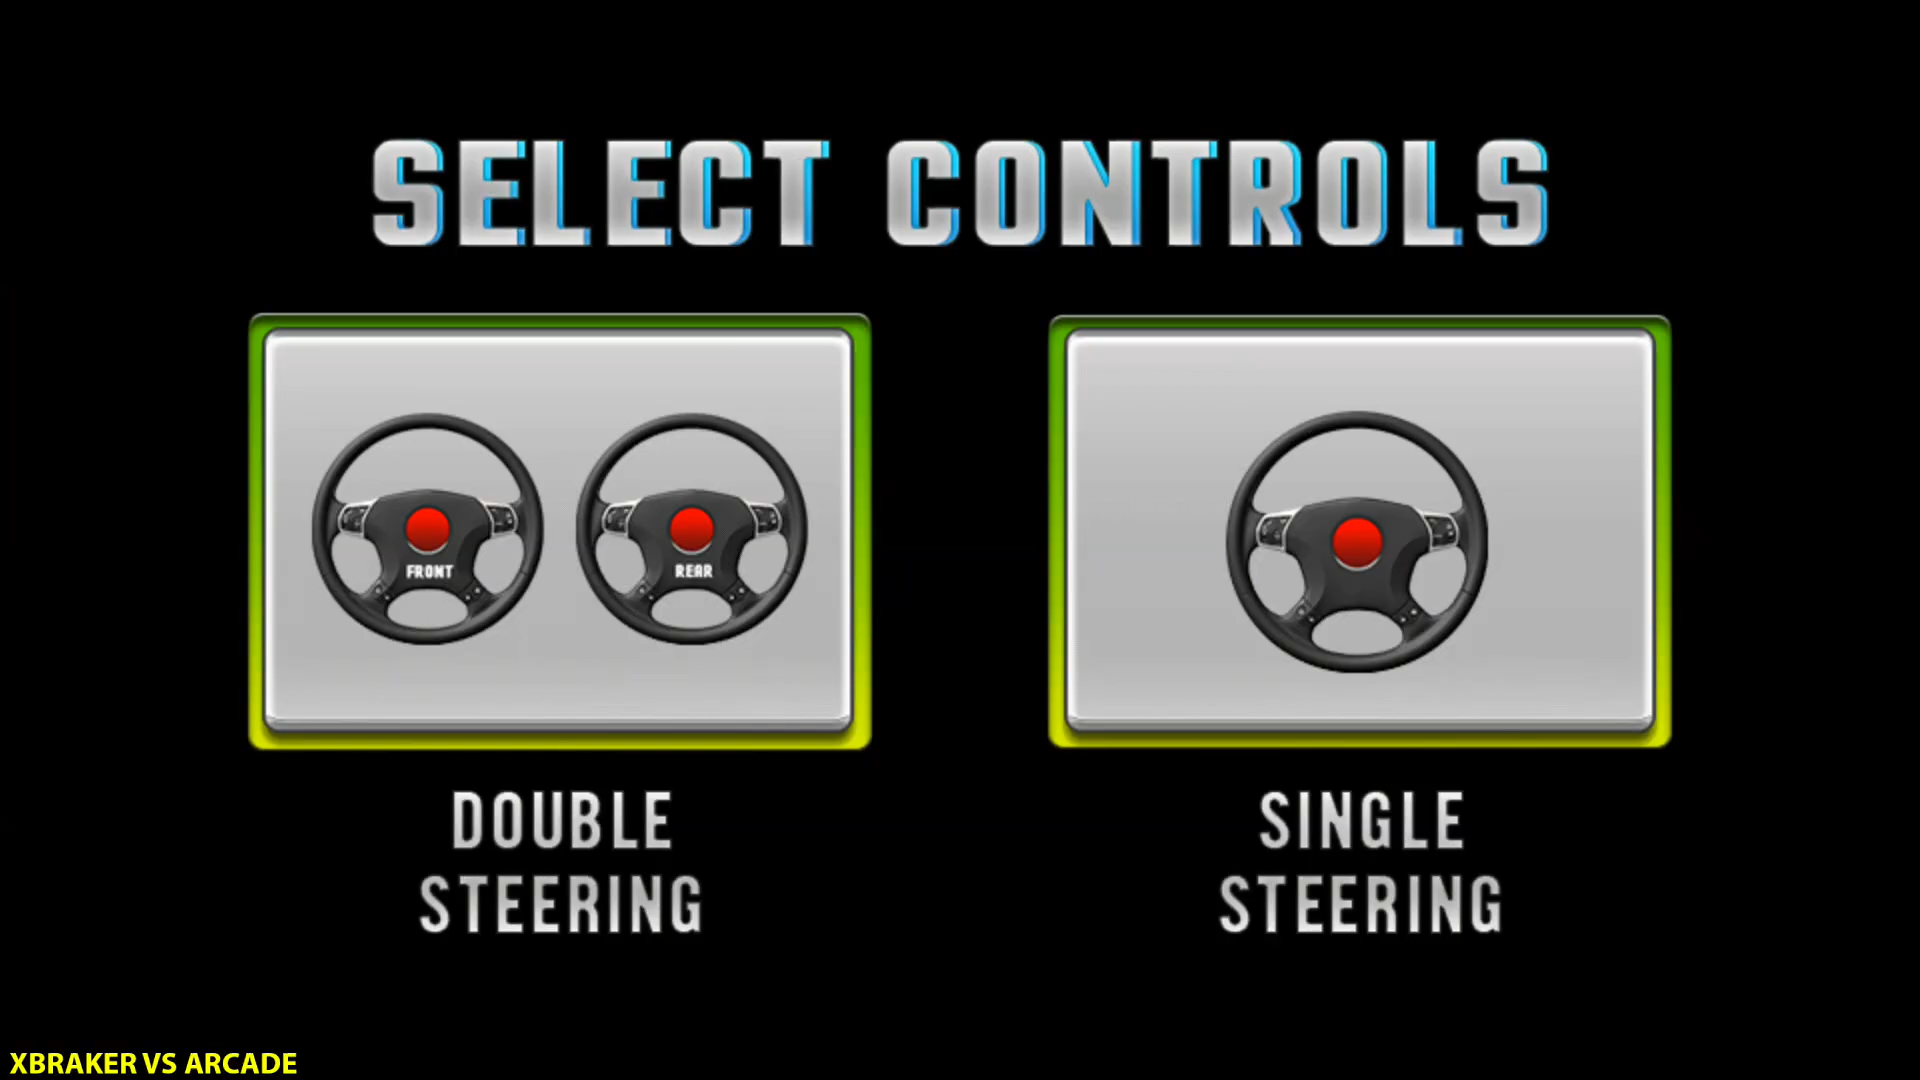 SELECT CONTROLS
FRONT
REAR
DOUBLE
STEERING
SINGLE
STEERING
XBRAKER VS ARCADE